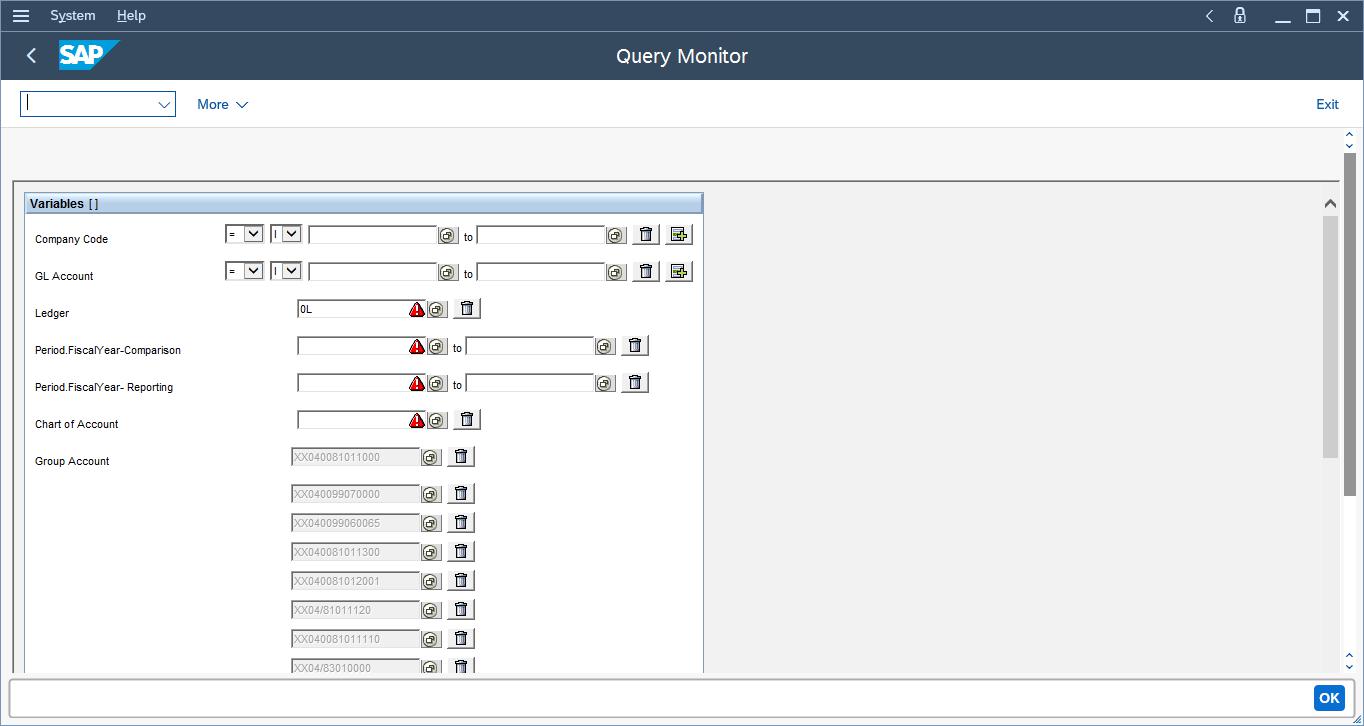 System Help
SAP
Query Monitor
More
Exit
Variables [ ]
Company Code = I to
GL Account = I to
Ledger 0L
Period.FiscalYear-Comparison to
Period.FiscalYear- Reporting to
Chart of Account
Group Account XX040081011000
XX040099070000
XX040099060065
XX040081011300
XX040081012001
XX04/81011120
XX040081011110
XX04/83010000
OK